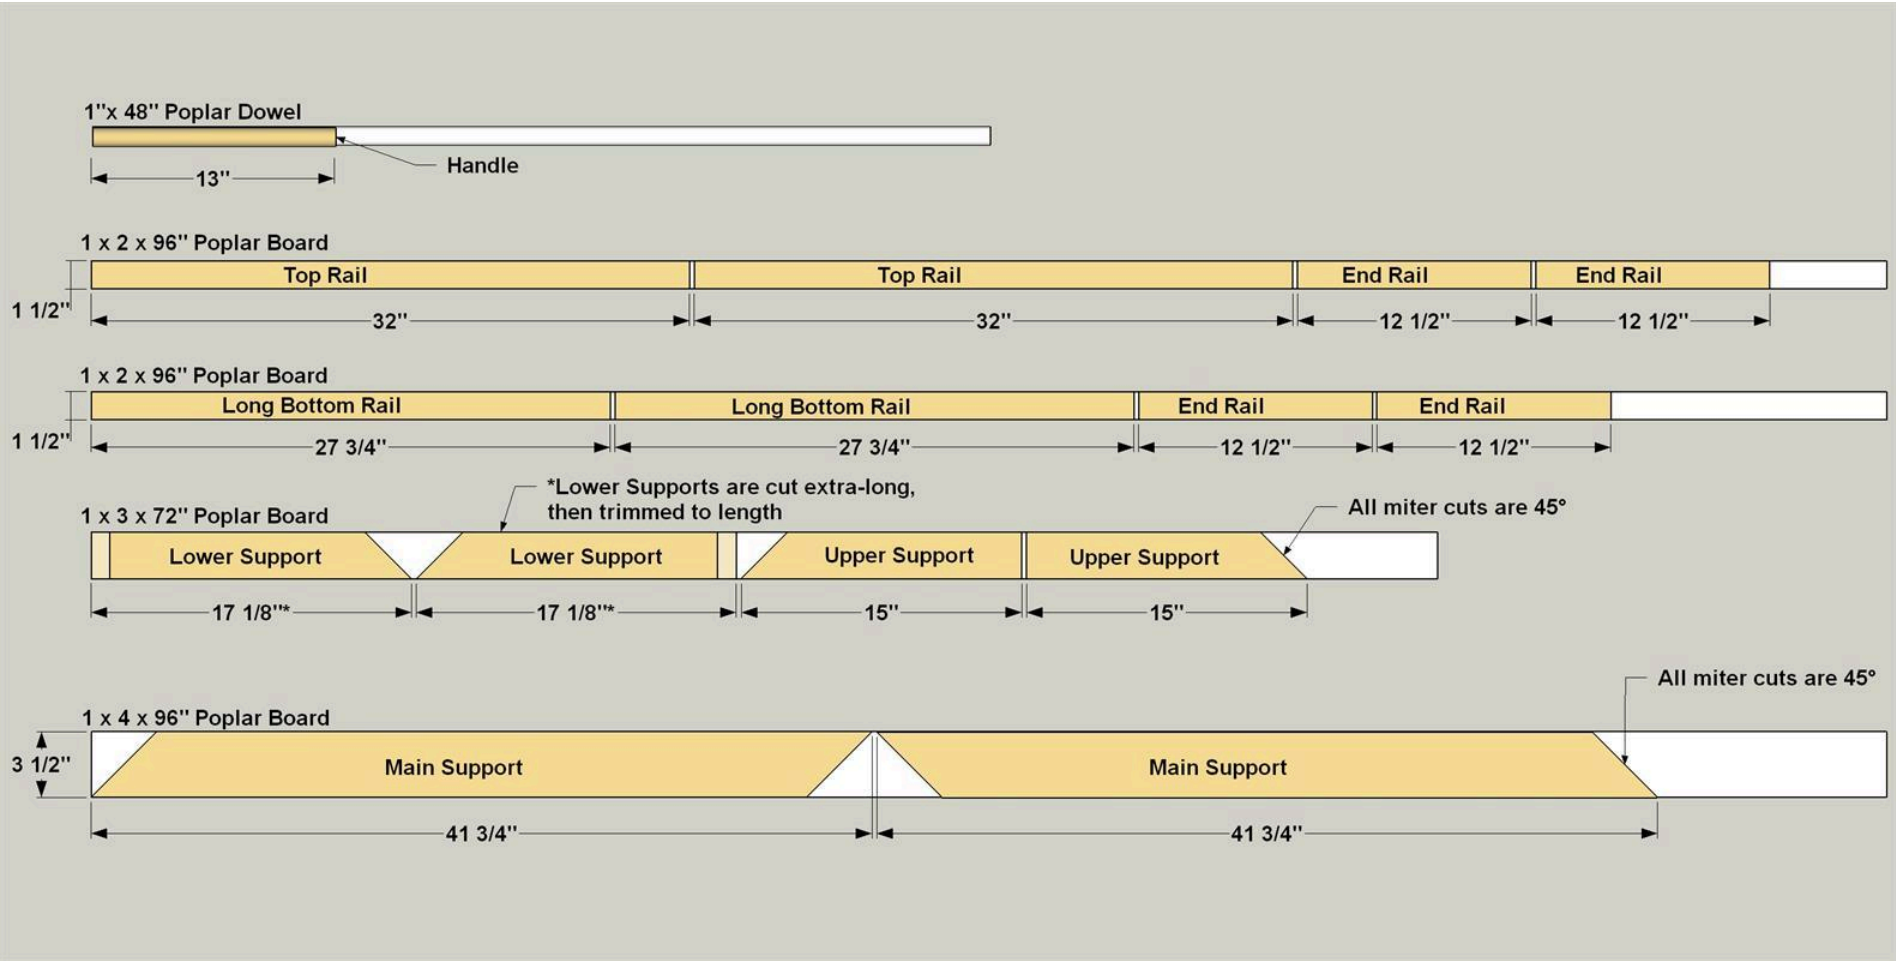 1''x 48'' Poplar Dowel
Handle
13''
1 x 2 x 96'' Poplar Board
Top Rail Top Rail End Rail End Rail
1 1/2''
32'' 32'' 12 1/2'' 12 1/2''
1 x 2 x 96'' Poplar Board
Long Bottom Rail Long Bottom Rail End Rail End Rail
1 1/2''
27 3/4'' 27 3/4'' 12 1/2'' 12 1/2''
*Lower Supports are cut extra-long,
then trimmed to length
All miter cuts are 45°
1 x 3 x 72'' Poplar Board
Lower Support Lower Support Upper Support Upper Support
17 1/8''* 17 1/8''* 15'' 15''
All miter cuts are 45°
1 x 4 x 96'' Poplar Board
3 1/2'' Main Support Main Support
41 3/4'' 41 3/4''